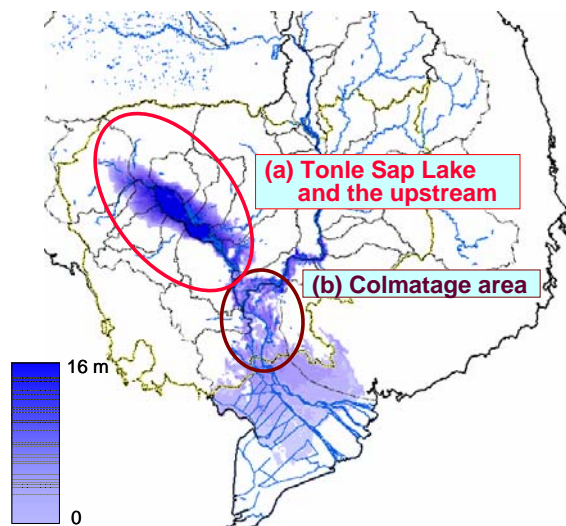 (a) Tonle Sap Lake
and the upstream
(b) Colmatage area
16 m
0